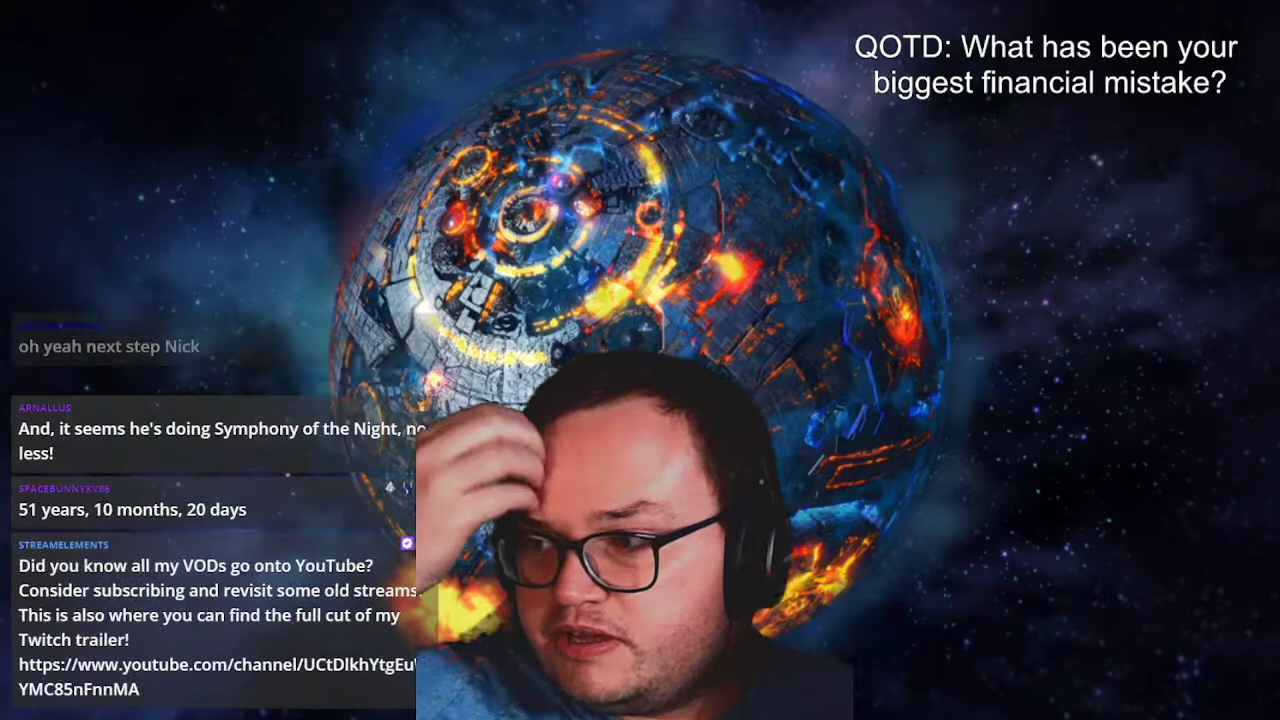 QOTD: What has been your
biggest financial mistake?
oh yeah next step Nick
ARNALLUS
And, it seems he's doing Symphony of the Night, no
less!
SPACEBUNNYXV86
51 years, 10 months, 20 days
STREAMELEMENTS
Did you know all my VODs go onto YouTube?
Consider subscribing and revisit some old streams.
This is also where you can find the full cut of my
Twitch trailer!
https://www.youtube.com/channel/UCtDlkhYtgEu
YMC85nFnnMA